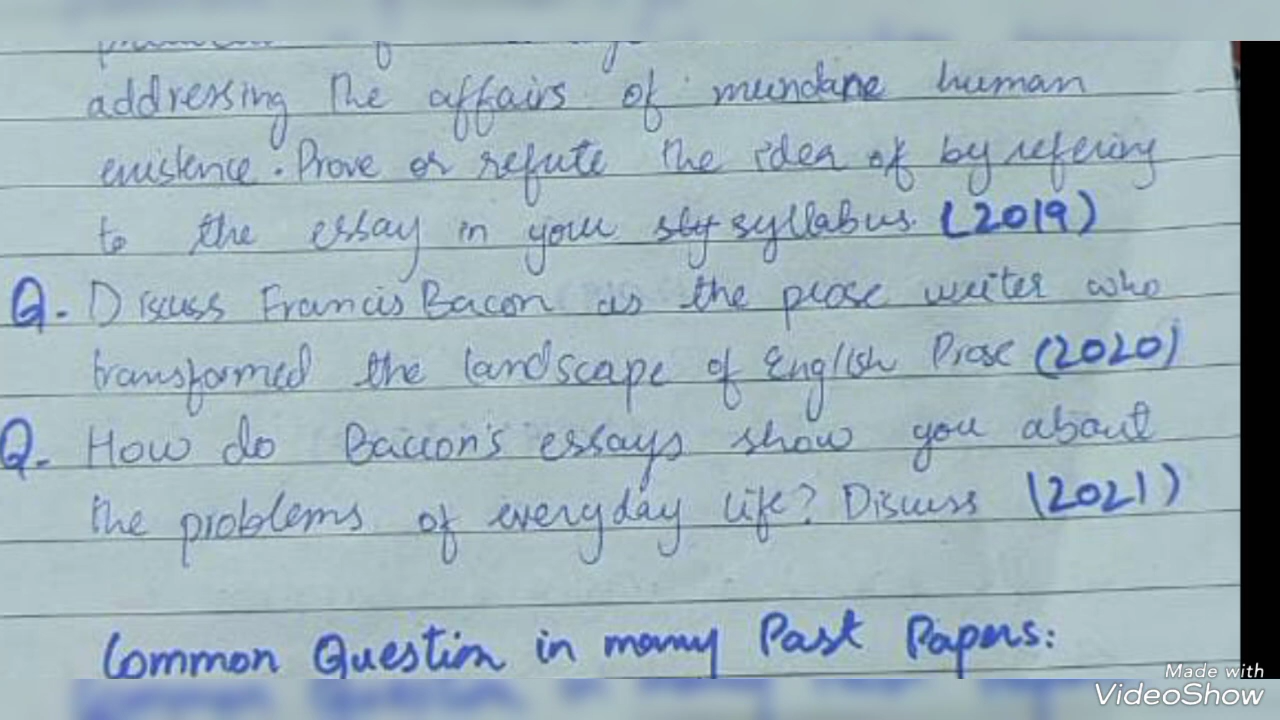 addressing the affairs of mundane human
existence. Prove or refute the idea of by refering
to the essay in your sty syllabus. (2019)
Q. Discuss Francis Bacon as the prose writer who
transformed the landscape of English Prose (2020)
Q. How do Baccon's essays show you about
the problems of everyday life? Discuss (2021)
Common Question in many Past Papers:
Made with
VideoShow